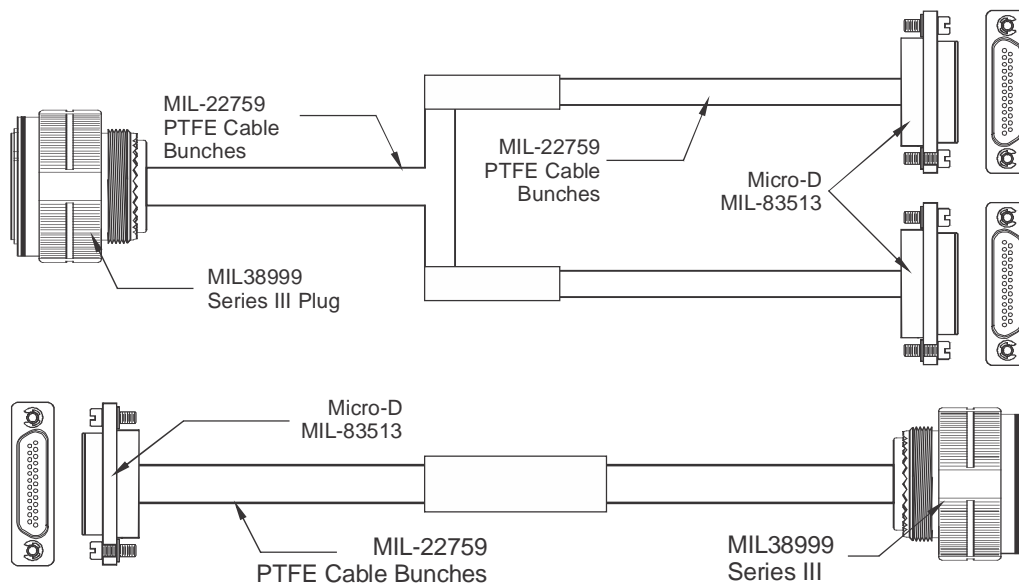 MIL-22759
PTFE Cable
Bunches
MIL-22759
PTFE Cable
Bunches
Micro-D
MIL-83513
MIL38999
Series III Plug
Micro-D
MIL-83513
MIL-22759
PTFE Cable Bunches
MIL38999
Series III